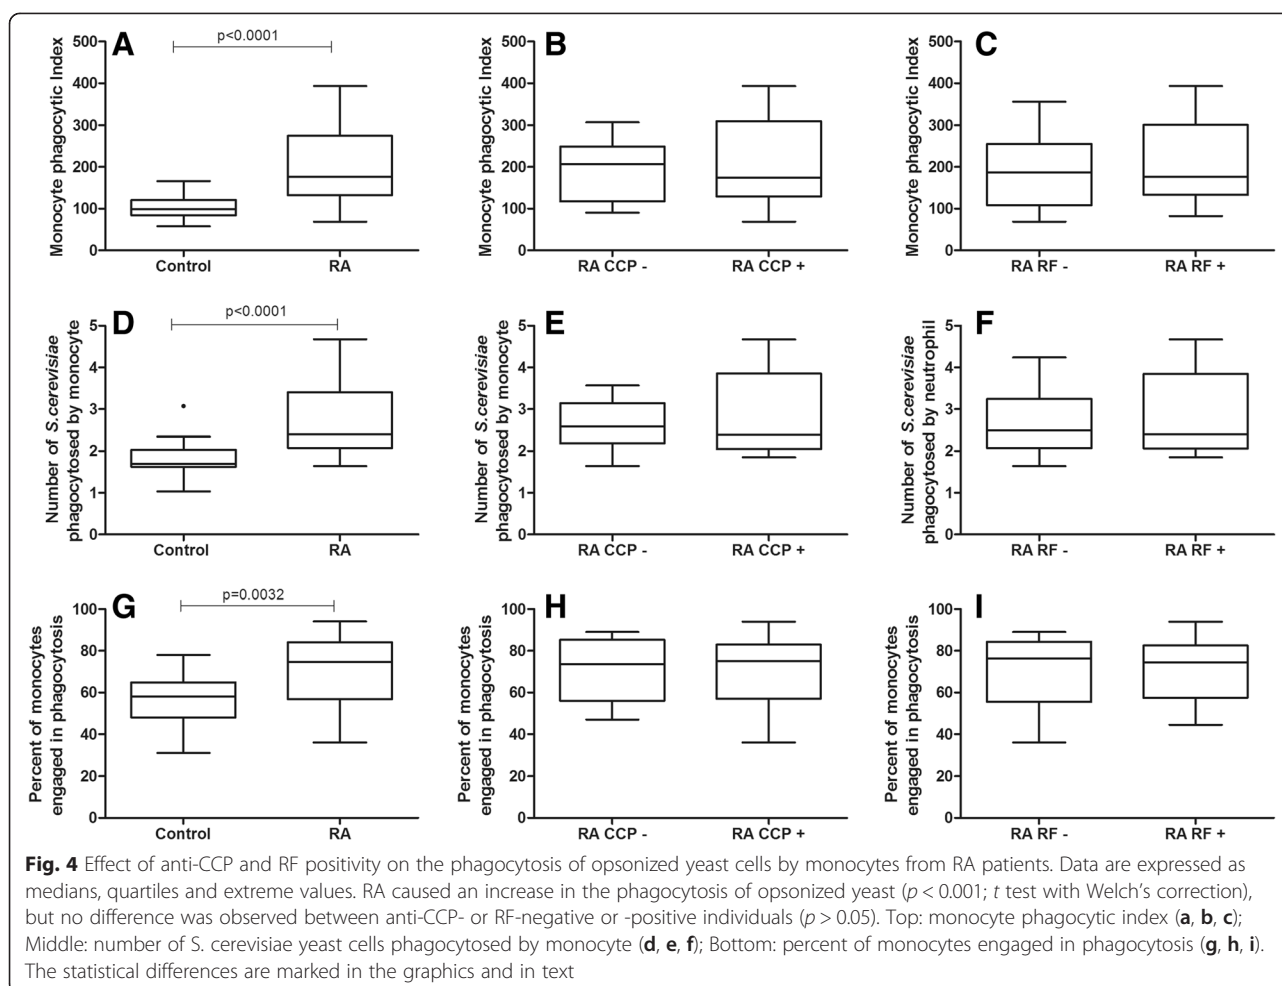 A
p<0.0001
Monocyte phagocytic Index
500
400
300
200
100
0
Control
RA
B
Monocyte phagocytic Index
500
400
300
200
100
0
RA CCP -
RA CCP +
C
Monocyte phagocytic Index
500
400
300
200
100
0
RA RF -
RA RF +
D
p<0.0001
Number of S.cerevisiae
phagocytosed by monocyte
5
4
3
2
1
0
Control
RA
E
Number of S.cerevisiae
phagocytosed by monocyte
5
4
3
2
1
0
RA CCP -
RA CCP +
F
Number of S.cerevisiae
phagocytosed by neutrophil
5
4
3
2
1
0
RA RF -
RA RF +
G
p=0.0032
Percent of monocytes
engaged in phagocytosis
100
80
60
40
20
0
Control
RA
H
Percent of monocytes
engaged in phagocytosis
100
80
60
40
20
0
RA CCP -
RA CCP +
I
Percent of monocytes
engaged in phagocytosis
100
80
60
40
20
0
RA RF -
RA RF +
Fig. 4 Effect of anti-CCP and RF positivity on the phagocytosis of opsonized yeast cells by monocytes from RA patients. Data are expressed as
medians, quartiles and extreme values. RA caused an increase in the phagocytosis of opsonized yeast (p < 0.001; t test with Welch's correction),
but no difference was observed between anti-CCP- or RF-negative or -positive individuals (p > 0.05). Top: monocyte phagocytic index (a, b, c);
Middle: number of S. cerevisiae yeast cells phagocytosed by monocyte (d, e, f); Bottom: percent of monocytes engaged in phagocytosis (g, h, i).
The statistical differences are marked in the graphics and in text